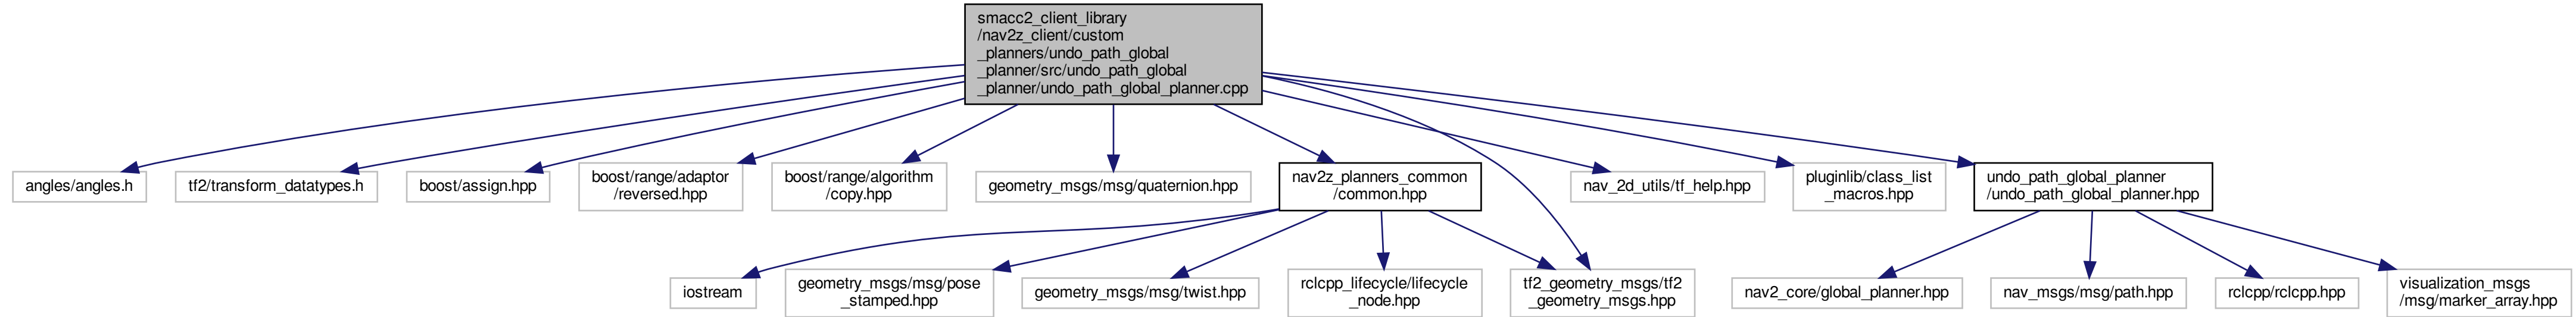 smacc2_client_library
/nav2z_client/custom
_planners/undo_path_global
_planner/src/undo_path_global
_planner/undo_path_global_planner.cpp
angles/angles.h
tf2/transform_datatypes.h
boost/assign.hpp
boost/range/adaptor
/reversed.hpp
boost/range/algorithm
/copy.hpp
geometry_msgs/msg/quaternion.hpp
nav2z_planners_common
/common.hpp
nav_2d_utils/tf_help.hpp
pluginlib/class_list
_macros.hpp
undo_path_global_planner
/undo_path_global_planner.hpp
iostream
geometry_msgs/msg/pose
_stamped.hpp
geometry_msgs/msg/twist.hpp
rclcpp_lifecycle/lifecycle
_node.hpp
tf2_geometry_msgs/tf2
_geometry_msgs.hpp
nav2_core/global_planner.hpp
nav_msgs/msg/path.hpp
rclcpp/rclcpp.hpp
visualization_msgs
/msg/marker_array.hpp